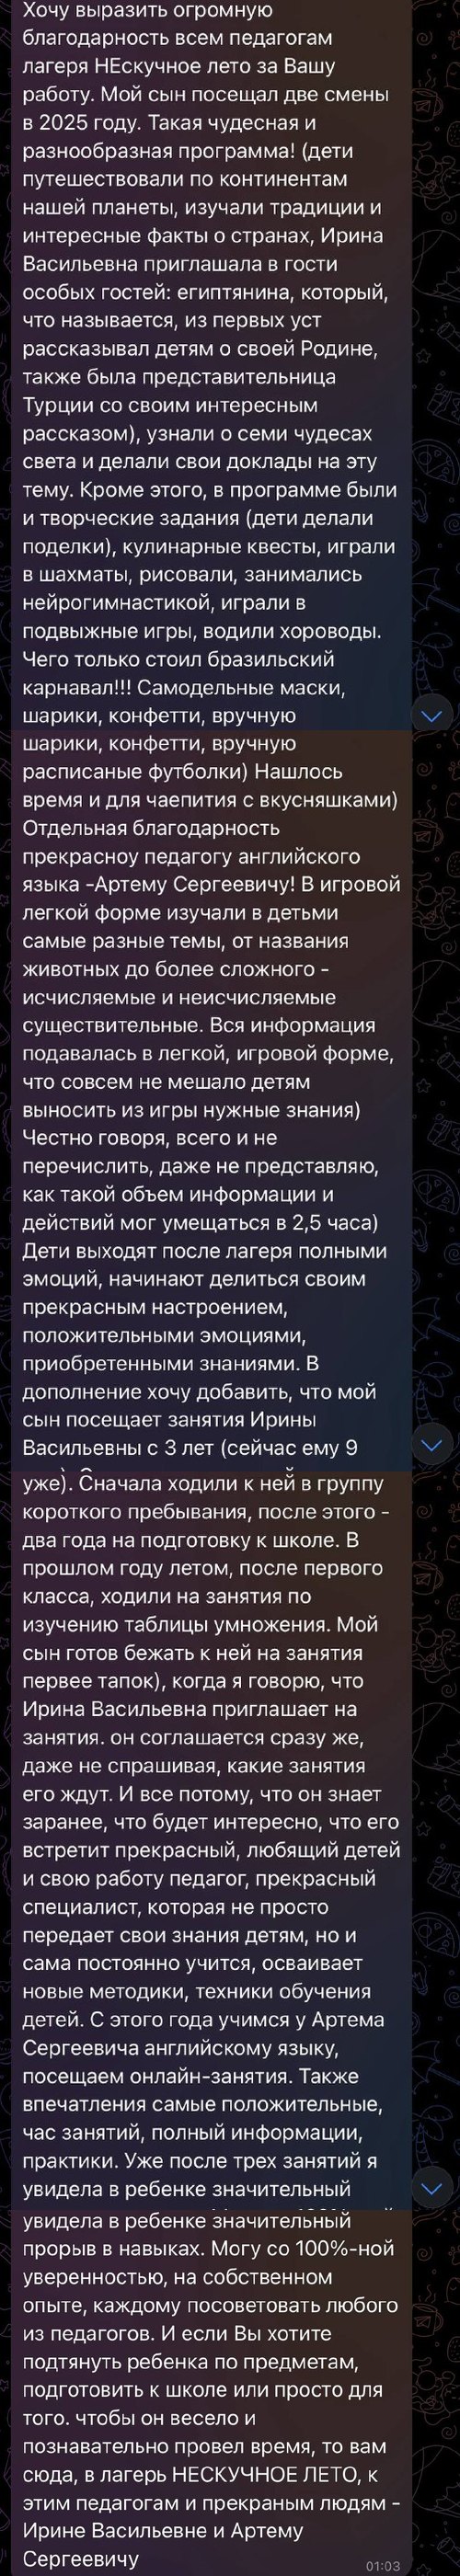 Хочу выразить огромную
благодарность всем педагогам
лагеря НЕскучное лето за Вашу
работу. Мой сын посещал две смены
в 2025 году. Такая чудесная и
разнообразная программа! (дети
путешествовали по континентам
нашей планеты, изучали традиции и
интересные факты о странах, Ирина
Васильевна приглашала в гости
особых гостей: египтянина, который,
что называется, из первых уст
рассказывал детям о своей Родине,
также была представительница
Турции со своим интересным
рассказом), узнали о семи чудесах
света и делали свои доклады на эту
тему. Кроме этого, в программе были
и творческие задания (дети делали
поделки), кулинарные квесты, играли
в шахматы, рисовали, занимались
нейрогимнастикой, играли в
подвыжные игры, водили хороводы.
Чего только стоил бразильский
карнавал!!! Самодельные маски,
шарики, конфетти, вручную
шарики, конфетти, вручную
расписаные футболки) Нашлось
время и для чаепития с вкусняшками)
Отдельная благодарность
прекрасноу педагогу английского
языка -Артему Сергеевичу! В игровой
легкой форме изучали в детьми
самые разные темы, от названия
животных до более сложного -
исчисляемые и неисчисляемые
существительные. Вся информация
подавалась в легкой, игровой форме,
что совсем не мешало детям
выносить из игры нужные знания)
Честно говоря, всего и не
перечислить, даже не представляю,
как такой объем информации и
действий мог умещаться в 2,5 часа)
Дети выходят после лагеря полными
эмоций, начинают делиться своим
прекрасным настроением,
положительными эмоциями,
приобретенными знаниями. В
дополнение хочу добавить, что мой
сын посещает занятия Ирины
Васильевны с 3 лет (сейчас ему 9
уже). Сначала ходили к ней в группу
короткого пребывания, после этого -
два года на подготовку к школе. В
прошлом году летом, после первого
класса, ходили на занятия по
изучению таблицы умножения. Мой
сын готов бежать к ней на занятия
первее тапок), когда я говорю, что
Ирина Васильевна приглашает на
занятия. он соглашается сразу же,
даже не спрашивая, какие занятия
его ждут. И все потому, что он знает
заранее, что будет интересно, что его
встретит прекрасный, любящий детей
и свою работу педагог, прекрасный
специалист, которая не просто
передает свои знания детям, но и
сама постоянно учится, осваивает
новые методики, техники обучения
детей. С этого года учимся у Артема
Сергеевича английскому языку,
посещаем онлайн-занятия. Также
впечатления самые положительные,
час занятий, полный информации,
практики. Уже после трех занятий я
увидела в ребенке значительный
увидела в ребенке значительный
прорыв в навыках. Могу со 100%-ной
уверенностью, на собственном
опыте, каждому посоветовать любого
из педагогов. И если Вы хотите
подтянуть ребенка по предметам,
подготовить к школе или просто для
того. чтобы он весело и
познавательно провел время, то вам
сюда, в лагерь НЕСКУЧНОЕ ЛЕТО, к
этим педагогам и прекраным людям -
Ирине Васильевне и Артему
Сергеевичу
01:03